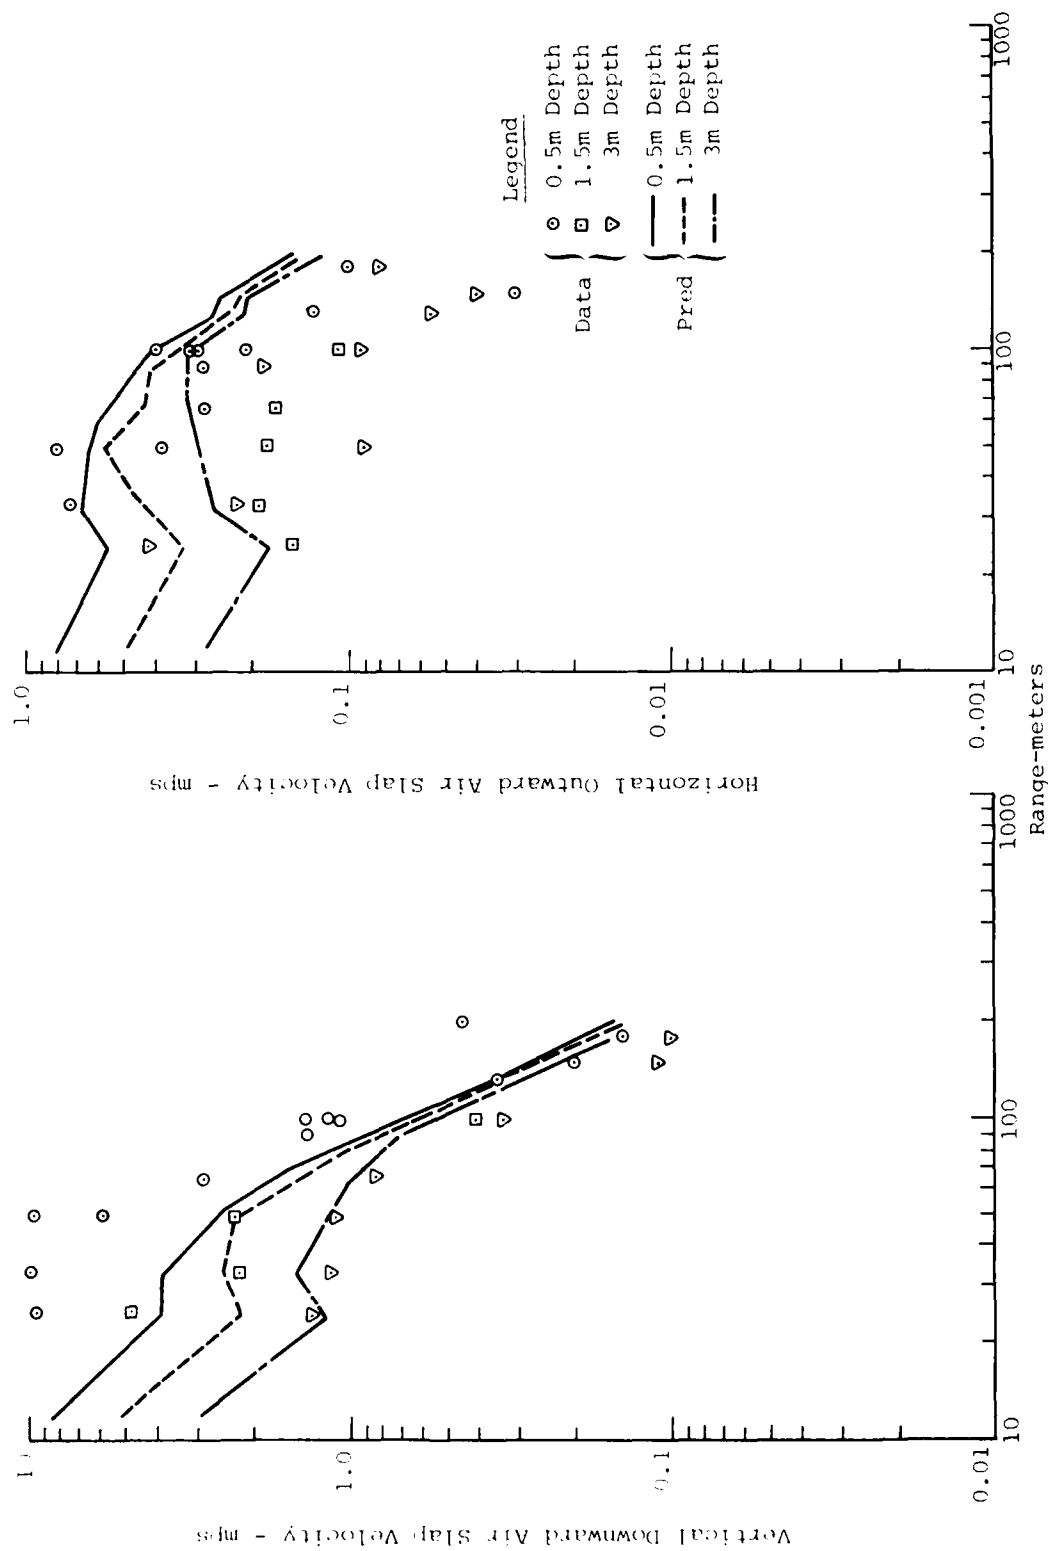 Vertical Downward Air Slap Velocity - mps
10
1.0
0.1
0.01
10
100
1000
Horizontal Outward Air Slap Velocity - mps
1.0
0.1
0.01
0.001
10
100
1000
Range-meters
Legend
Data
0.5m Depth
1.5m Depth
3m Depth
Pred
0.5m Depth
1.5m Depth
3m Depth